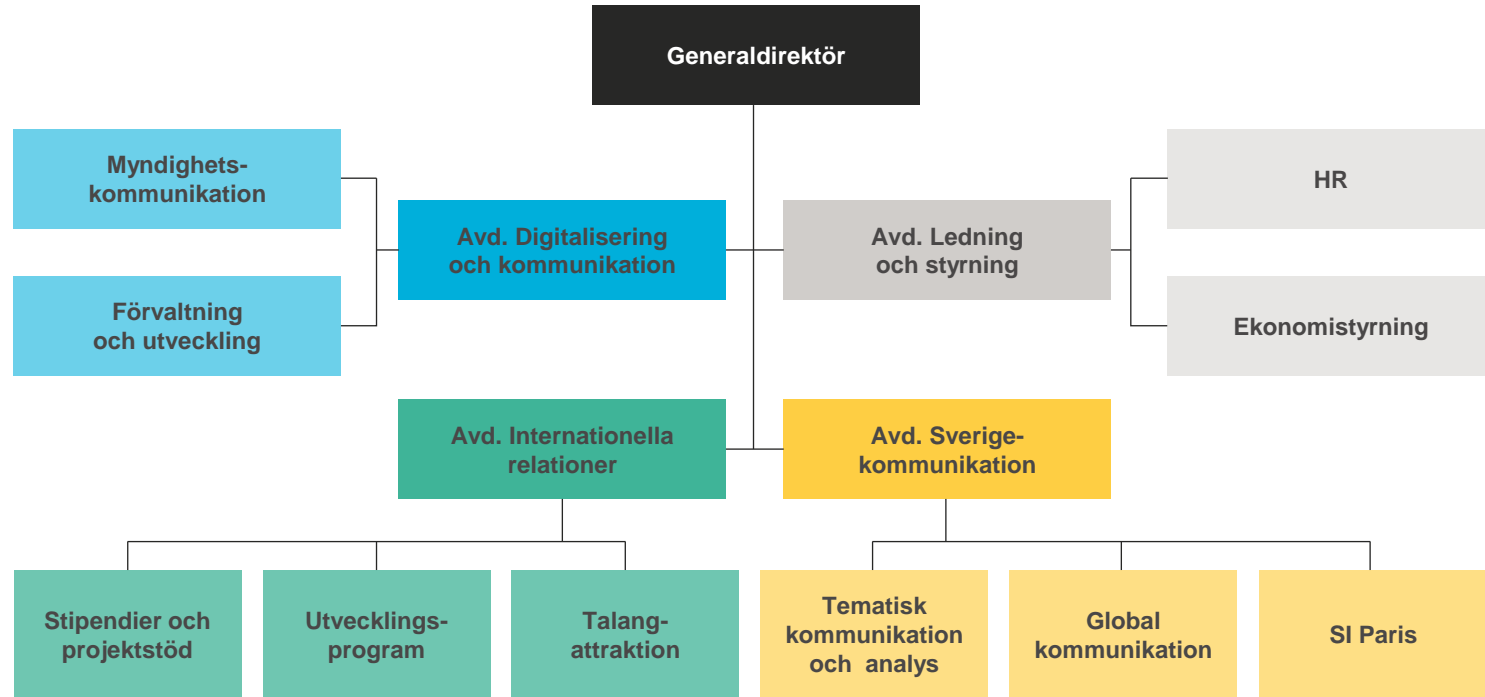 Generaldirektör
Myndighets-
kommunikation
HR
Avd. Digitalisering
och kommunikation
Avd. Ledning
och styrning
Förvaltning
och utveckling
Ekonomistyrning
Avd. Internationella
relationer
Avd. Sverige-
kommunikation
Stipendier och
projektstöd
Utvecklings-
program
Talang-
attraktion
Tematisk
kommunikation
och  analys
Global
kommunikation
SI Paris